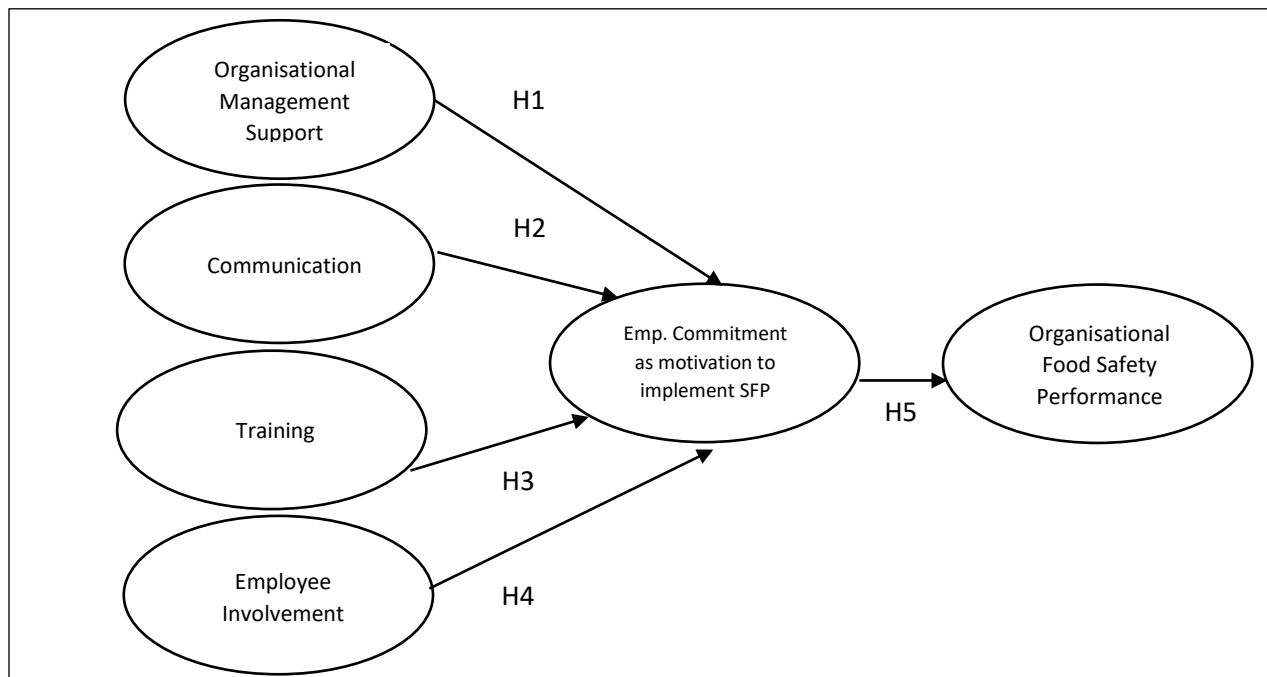 Organisational
Management
Support
H1
Communication
H2
Training
H3
Employee
Involvement
H4
Emp. Commitment
as motivation to
implement SFP
H5
Organisational
Food Safety
Performance